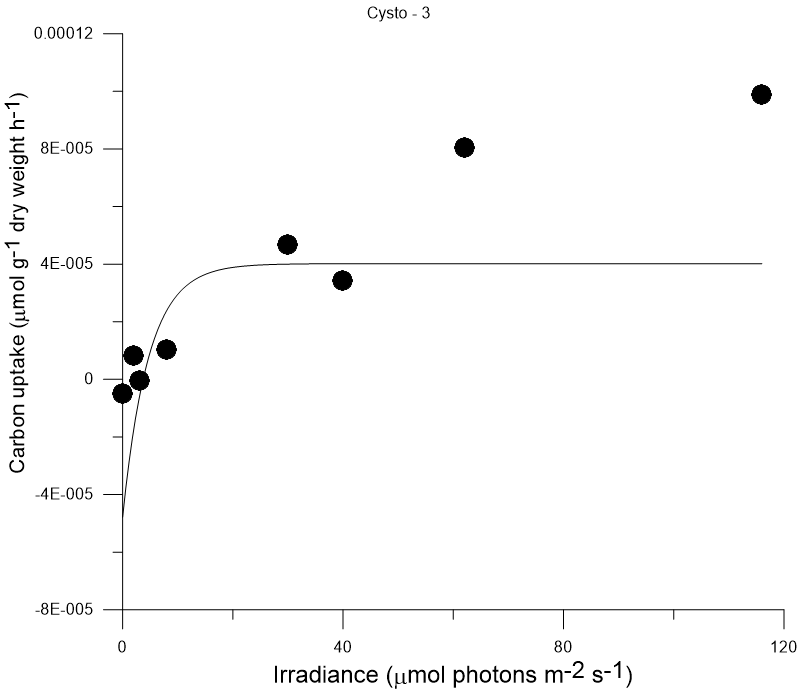 Cysto - 3
0.00012
8E-005
4E-005
0
-4E-005
-8E-005
Carbon uptake (μmol g-1 dry weight h-1)
0 40 80 120
Irradiance (μmol photons m-2 s-1)